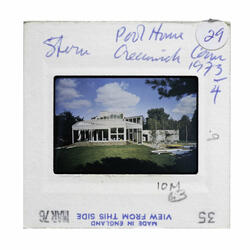 Stern Pool House 29
Greenwich Conn
1973/4
10M
63
MADE IN ENGLAND
VIEW FROM THIS SIDE
MAR 76
35